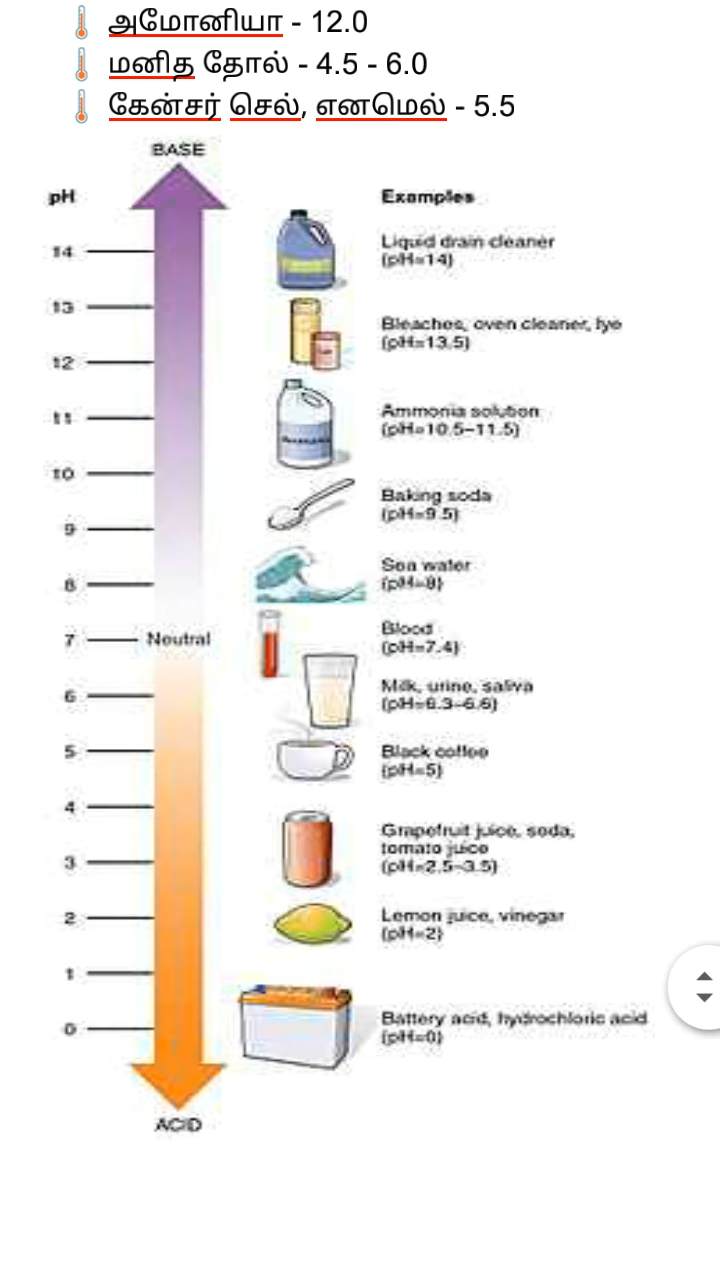 அமோனியா - 12.0
மனித தோல் - 4.5 - 6.0
கேன்சர் செல், எனமெல் - 5.5
BASE
pH
Examples
14
Liquid drain cleaner
(pH=14)
13
Bleaches, oven cleaner, lye
(pH=13.5)
12
11
Ammonia solution
(pH=10.5–11.5)
10
Baking soda
(pH=9.5)
9
Sea water
(pH=8)
8
Blood
(pH=7.4)
7
Neutral
Milk, urine, saliva
(pH=6.3–6.6)
6
Black coffee
(pH=5)
5
4
Grapefruit juice, soda,
tomato juice
(pH=2.5–3.5)
3
2
Lemon juice, vinegar
(pH=2)
1
Battery acid, hydrochloric acid
(pH=0)
0
ACID